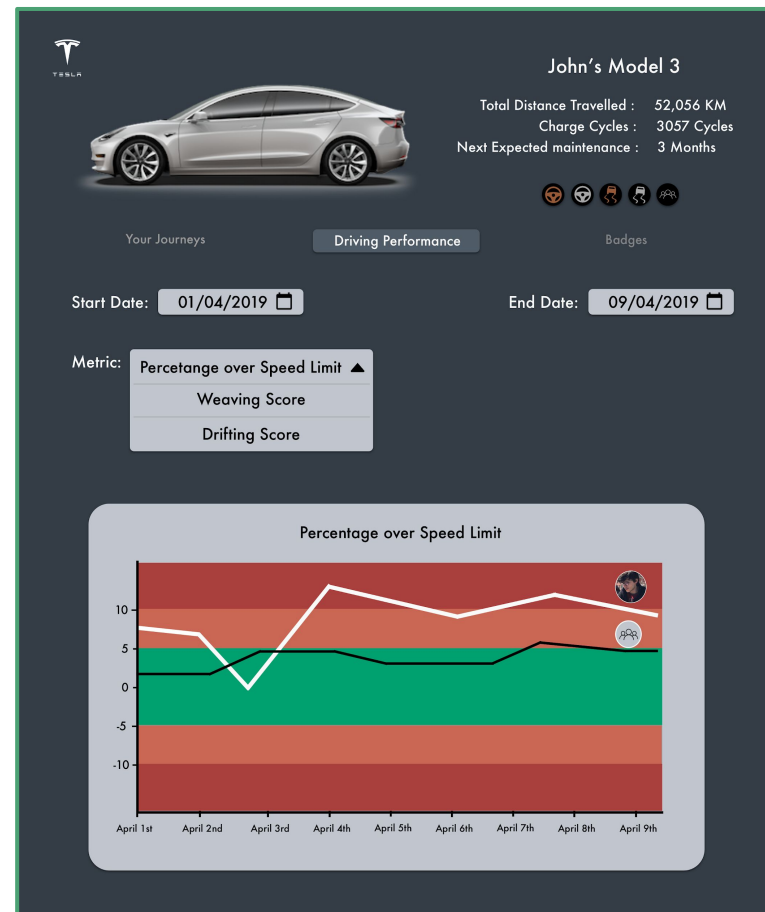 TESLA
John's Model 3
Total Distance Travelled : 52,056 KM
Charge Cycles : 3057 Cycles
Next Expected maintenance : 3 Months
Your Journeys
Driving Performance
Badges
Start Date: 01/04/2019
End Date: 09/04/2019
Metric: Percetange over Speed Limit
Weaving Score
Drifting Score
Percentage over Speed Limit
10
5
0
-5
-10
April 1st April 2nd April 3rd April 4th April 5th April 6th April 7th April 8th April 9th